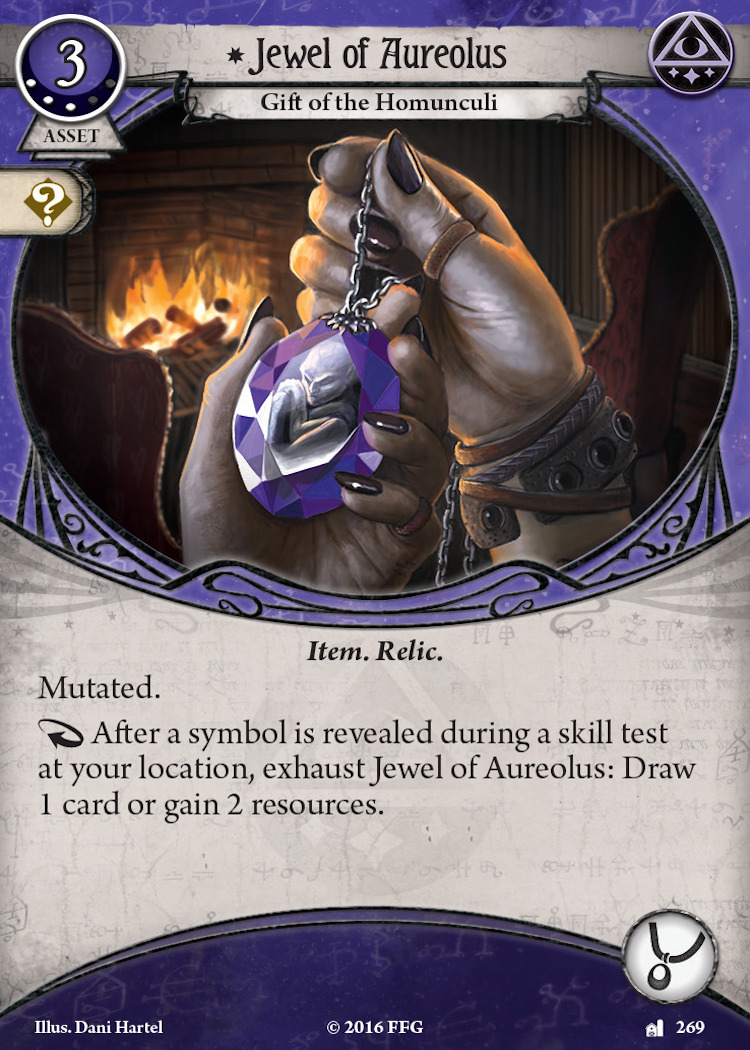 3
Jewel of Aureolus
Gift of the Homunculi
ASSET
?
Item. Relic.
Mutated.
After a symbol is revealed during a skill test
at your location, exhaust Jewel of Aureolus: Draw
1 card or gain 2 resources.
Illus. Dani Hartel
© 2016 FFG
269